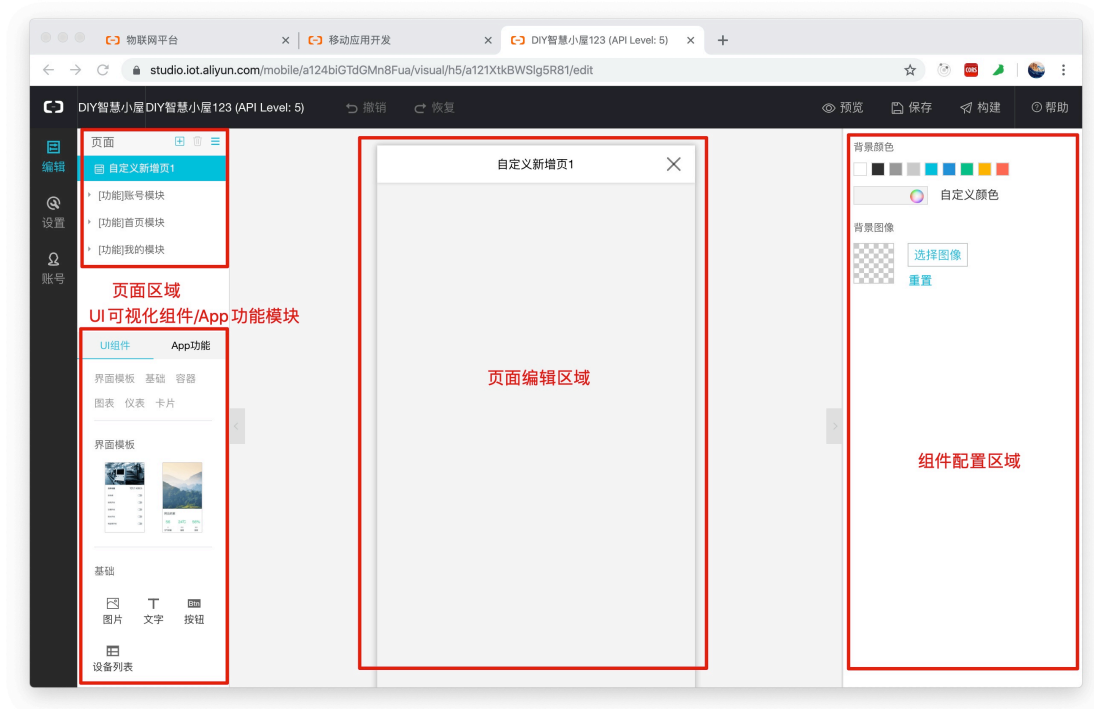 物联网平台
移动应用开发
DIY智慧小屋123 (API Level: 5)
studio.iot.aliyun.com/mobile/a124biGTdGMn8Fua/visual/h5/a121XtkBWSlg5R81/edit
DIY智慧小屋DIY智慧小屋123 (API Level: 5)
撤销
恢复
预览
保存
构建
帮助
编辑
设置
账号
页面
自定义新增页1
[功能]账号模块
[功能]首页模块
[功能]我的模块
页面区域
UI可视化组件/App功能模块
UI组件
App功能
界面模板 基础 容器
图表 仪表 卡片
界面模板
基础
图片
文字
Btn
按钮
设备列表
自定义新增页1
页面编辑区域
背景颜色
自定义颜色
背景图像
选择图像
重置
组件配置区域